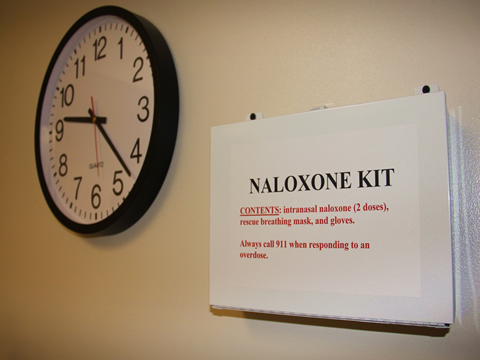 12
1
2
3
4
5
6
7
8
9
10
11
QUARTZ
NALOXONE KIT
CONTENTS: intranasal naloxone (2 doses),
rescue breathing mask, and gloves.
Always call 911 when responding to an
overdose.